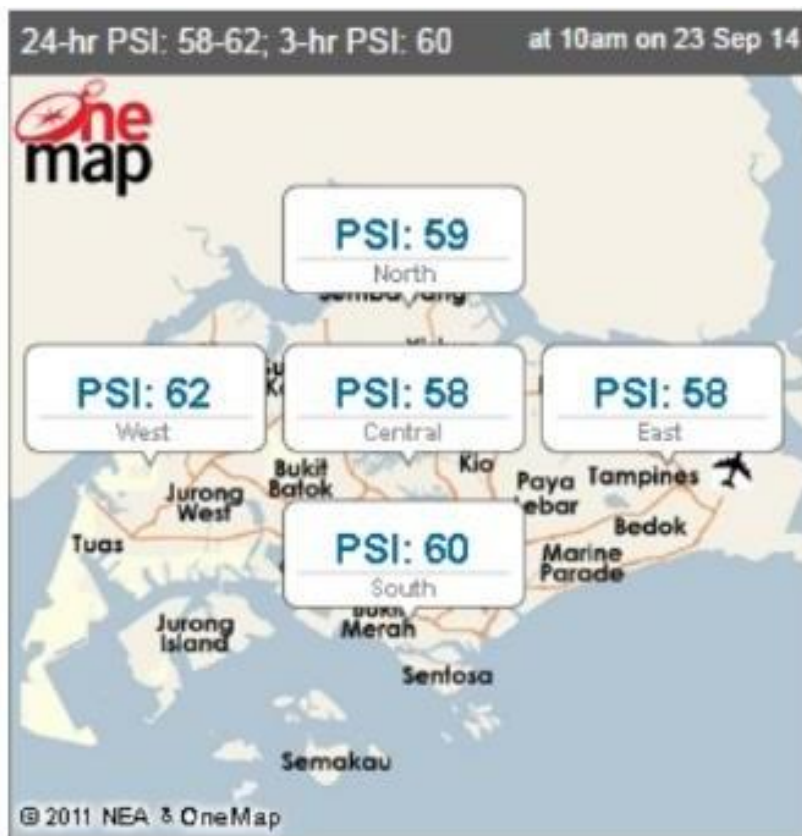 24-hr PSI: 58-62; 3-hr PSI: 60 at 10am on 23 Sep 14
One
map
PSI: 59
North
PSI: 62
West
PSI: 58
Central
PSI: 58
East
Kio
Bukit
Batok
Paya
Lebar
Tampines
Jurong
West
Bedok
Tuas
PSI: 60
South
Marine
Parade
Jurong
Island
Bukit
Merah
Sentosa
Semakau
© 2011 NEA & OneMap